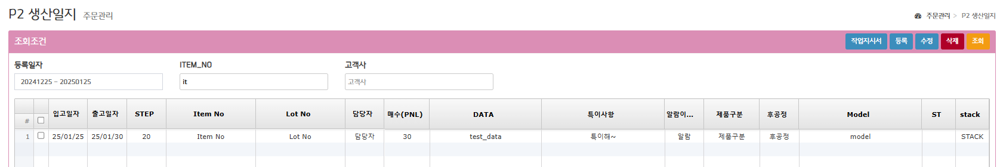 P2 생산일지 주문관리
주문관리 > P2 생산일지
조회조건
작업지시서 등록 수정 삭제 조회
등록일자 ITEM_NO 고객사
20241225 - 20250125 it 고객사
# 입고일자 출고일자 STEP Item No Lot No 담당자 매수(PNL) DATA 특이사항 알람이... 제품구분 후공정 Model ST stack
1 25/01/25 25/01/30 20 Item No Lot No 담당자 30 test_data 특이해~ 알람 제품구분 후공정 model STACK